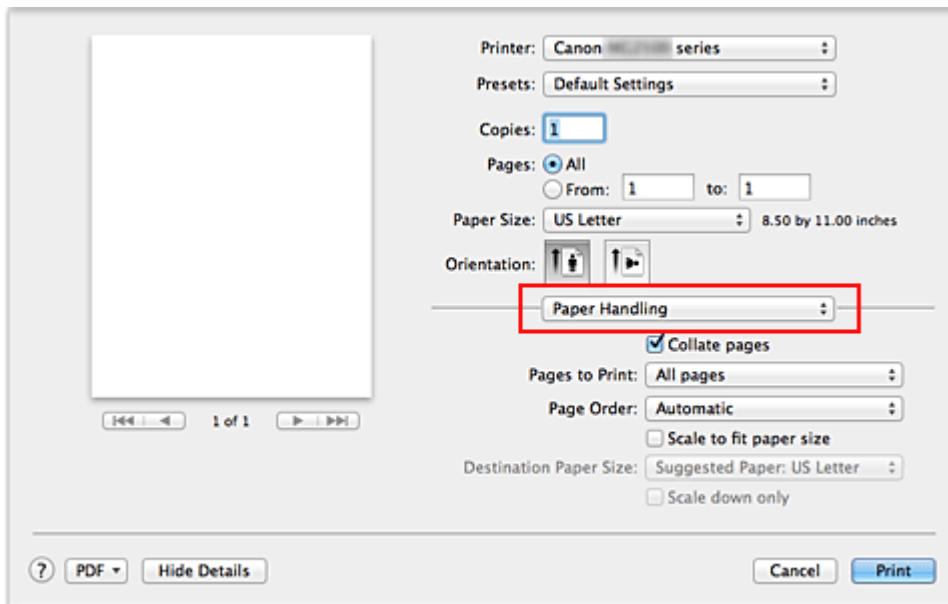 Printer: Canon series
Presets: Default Settings
Copies: 1
Pages: All
From: 1 to: 1
Paper Size: US Letter 8.50 by 11.00 inches
Orientation:
Paper Handling
Collate pages
Pages to Print: All pages
1 of 1
Page Order: Automatic
Scale to fit paper size
Destination Paper Size: Suggested Paper: US Letter
Scale down only
? PDF Hide Details Cancel Print